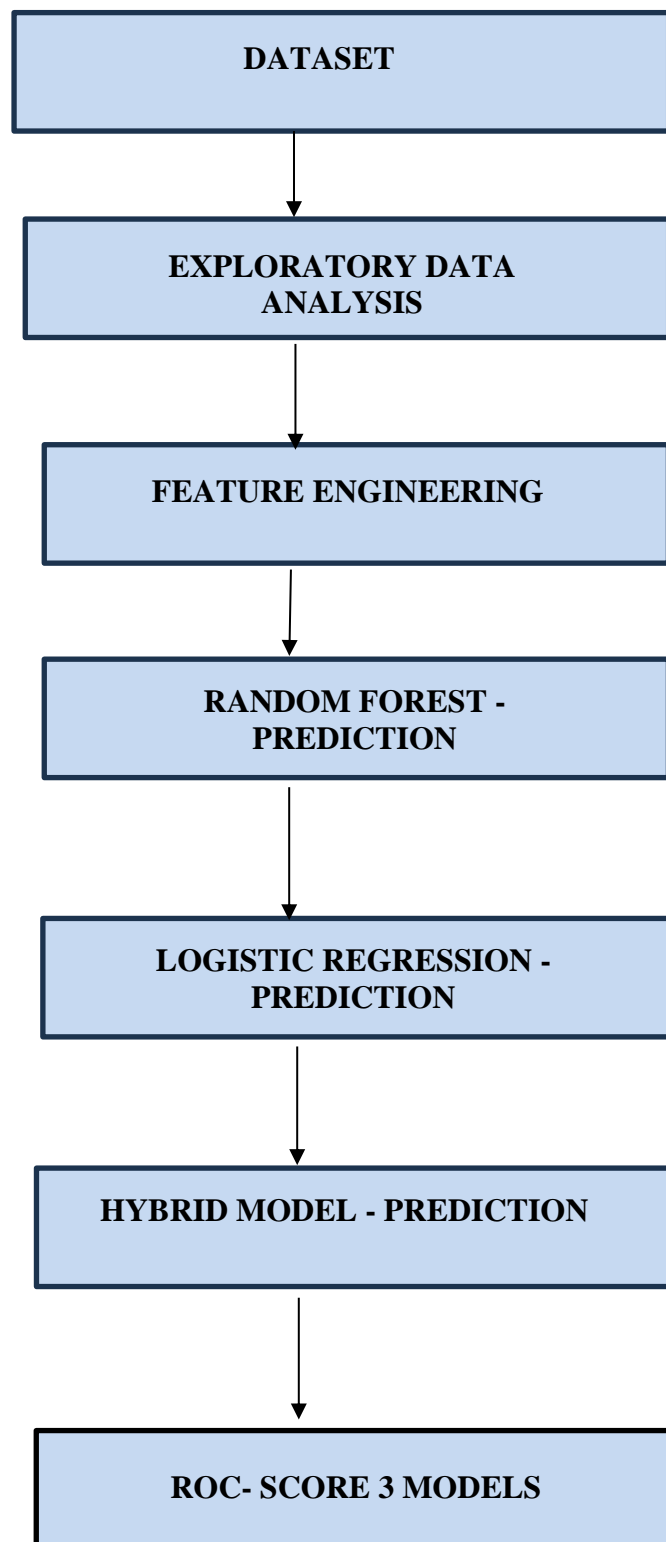 DATASET
EXPLORATORY DATA
ANALYSIS
FEATURE ENGINEERING
RANDOM FOREST -
PREDICTION
LOGISTIC REGRESSION -
PREDICTION
HYBRID MODEL - PREDICTION
ROC- SCORE 3 MODELS